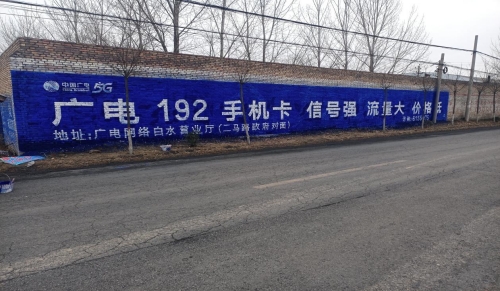 中国广电 5G
广电 192 手机卡 信号强 流量大 价格低
地址:广电网络白水营业厅(二马路政府对面)